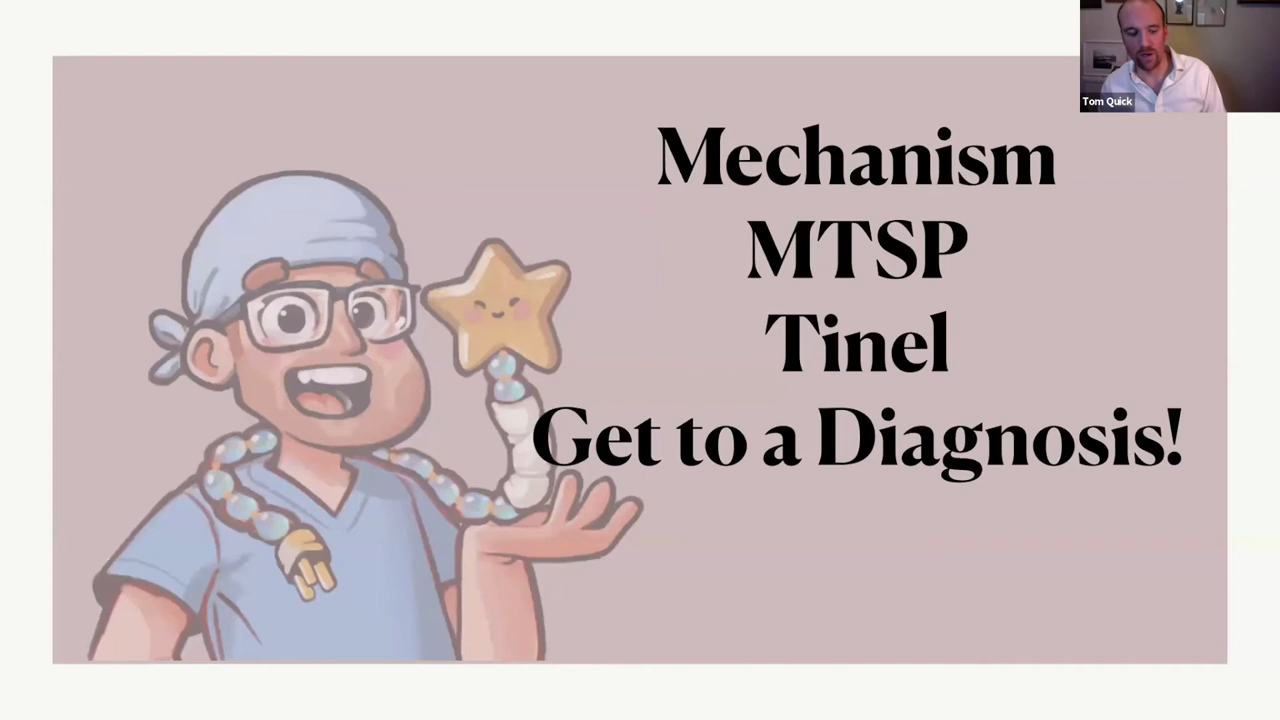 Mechanism
MTSP
Tinel
Get to a Diagnosis!
Tom Quick